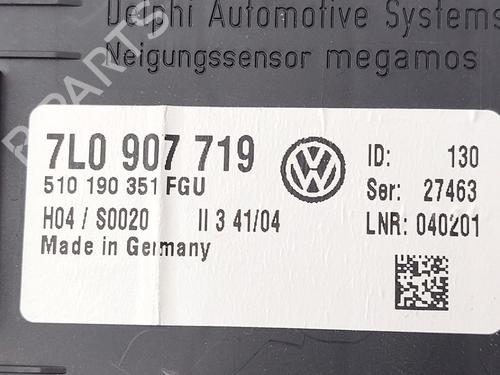 Delphi Automotive Systems
Neigungssensor megamos
7L0 907 719
510 190 351 FGU
H04 / S0020 II 3 41/04
Made in Germany
ID: 130
Ser: 27463
LNR: 040201
B-PARTS